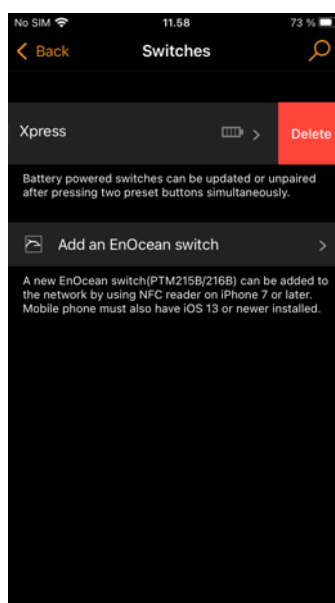 No SIM 11.58 73 %
Back Switches
Xpress Delete
Battery powered switches can be updated or unpaired
after pressing two preset buttons simultaneously.
Add an EnOcean switch
A new EnOcean switch(PTM215B/216B) can be added to
the network by using NFC reader on iPhone 7 or later.
Mobile phone must also have iOS 13 or newer installed.